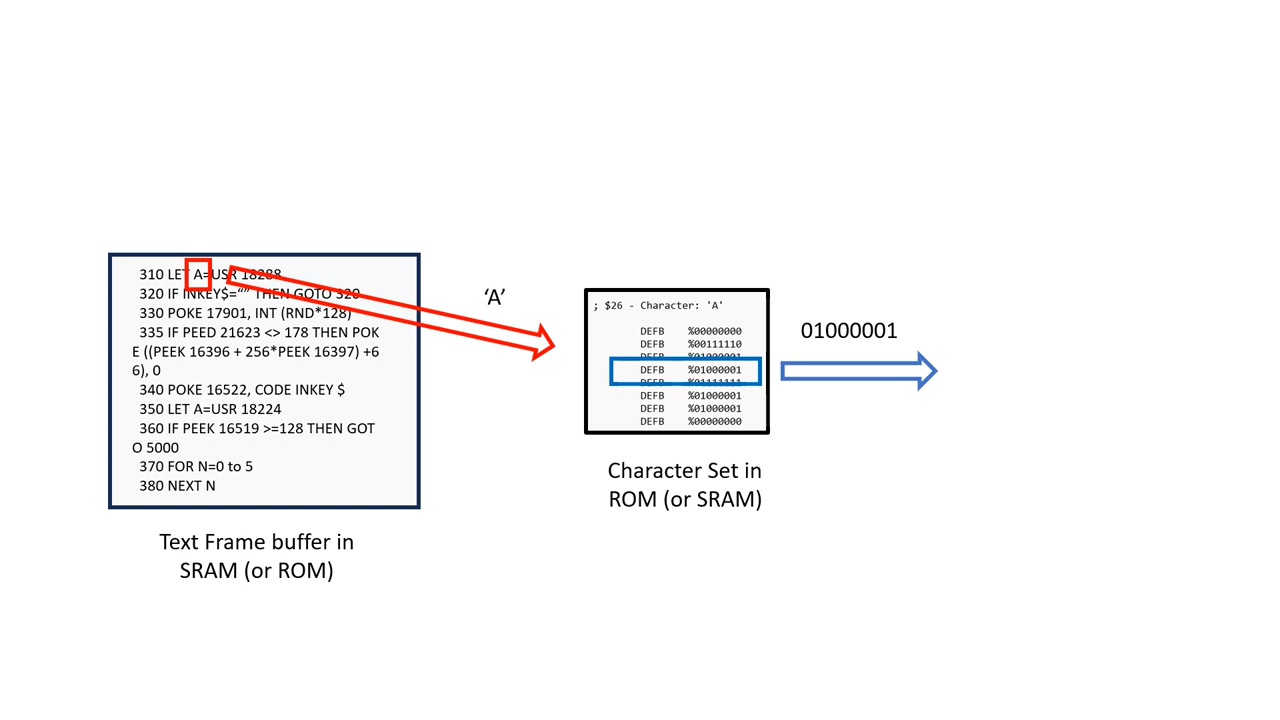 310 LET A=USR 18288
320 IF INKEY$=“” THEN GOTO 320
330 POKE 17901, INT (RND*128)
335 IF PEED 21623 <> 178 THEN POK
E ((PEEK 16396 + 256*PEEK 16397) +6
6), 0
340 POKE 16522, CODE INKEY $
350 LET A=USR 18224
360 IF PEEK 16519 >=128 THEN GOT
O 5000
370 FOR N=0 to 5
380 NEXT N
Text Frame buffer in
SRAM (or ROM)
‘A’
; $26 - Character: 'A'
DEFB %00000000
DEFB %00111110
DEFB %01000001
DEFB %01000001
DEFB %01111111
DEFB %01000001
DEFB %01000001
DEFB %00000000
Character Set in
ROM (or SRAM)
01000001